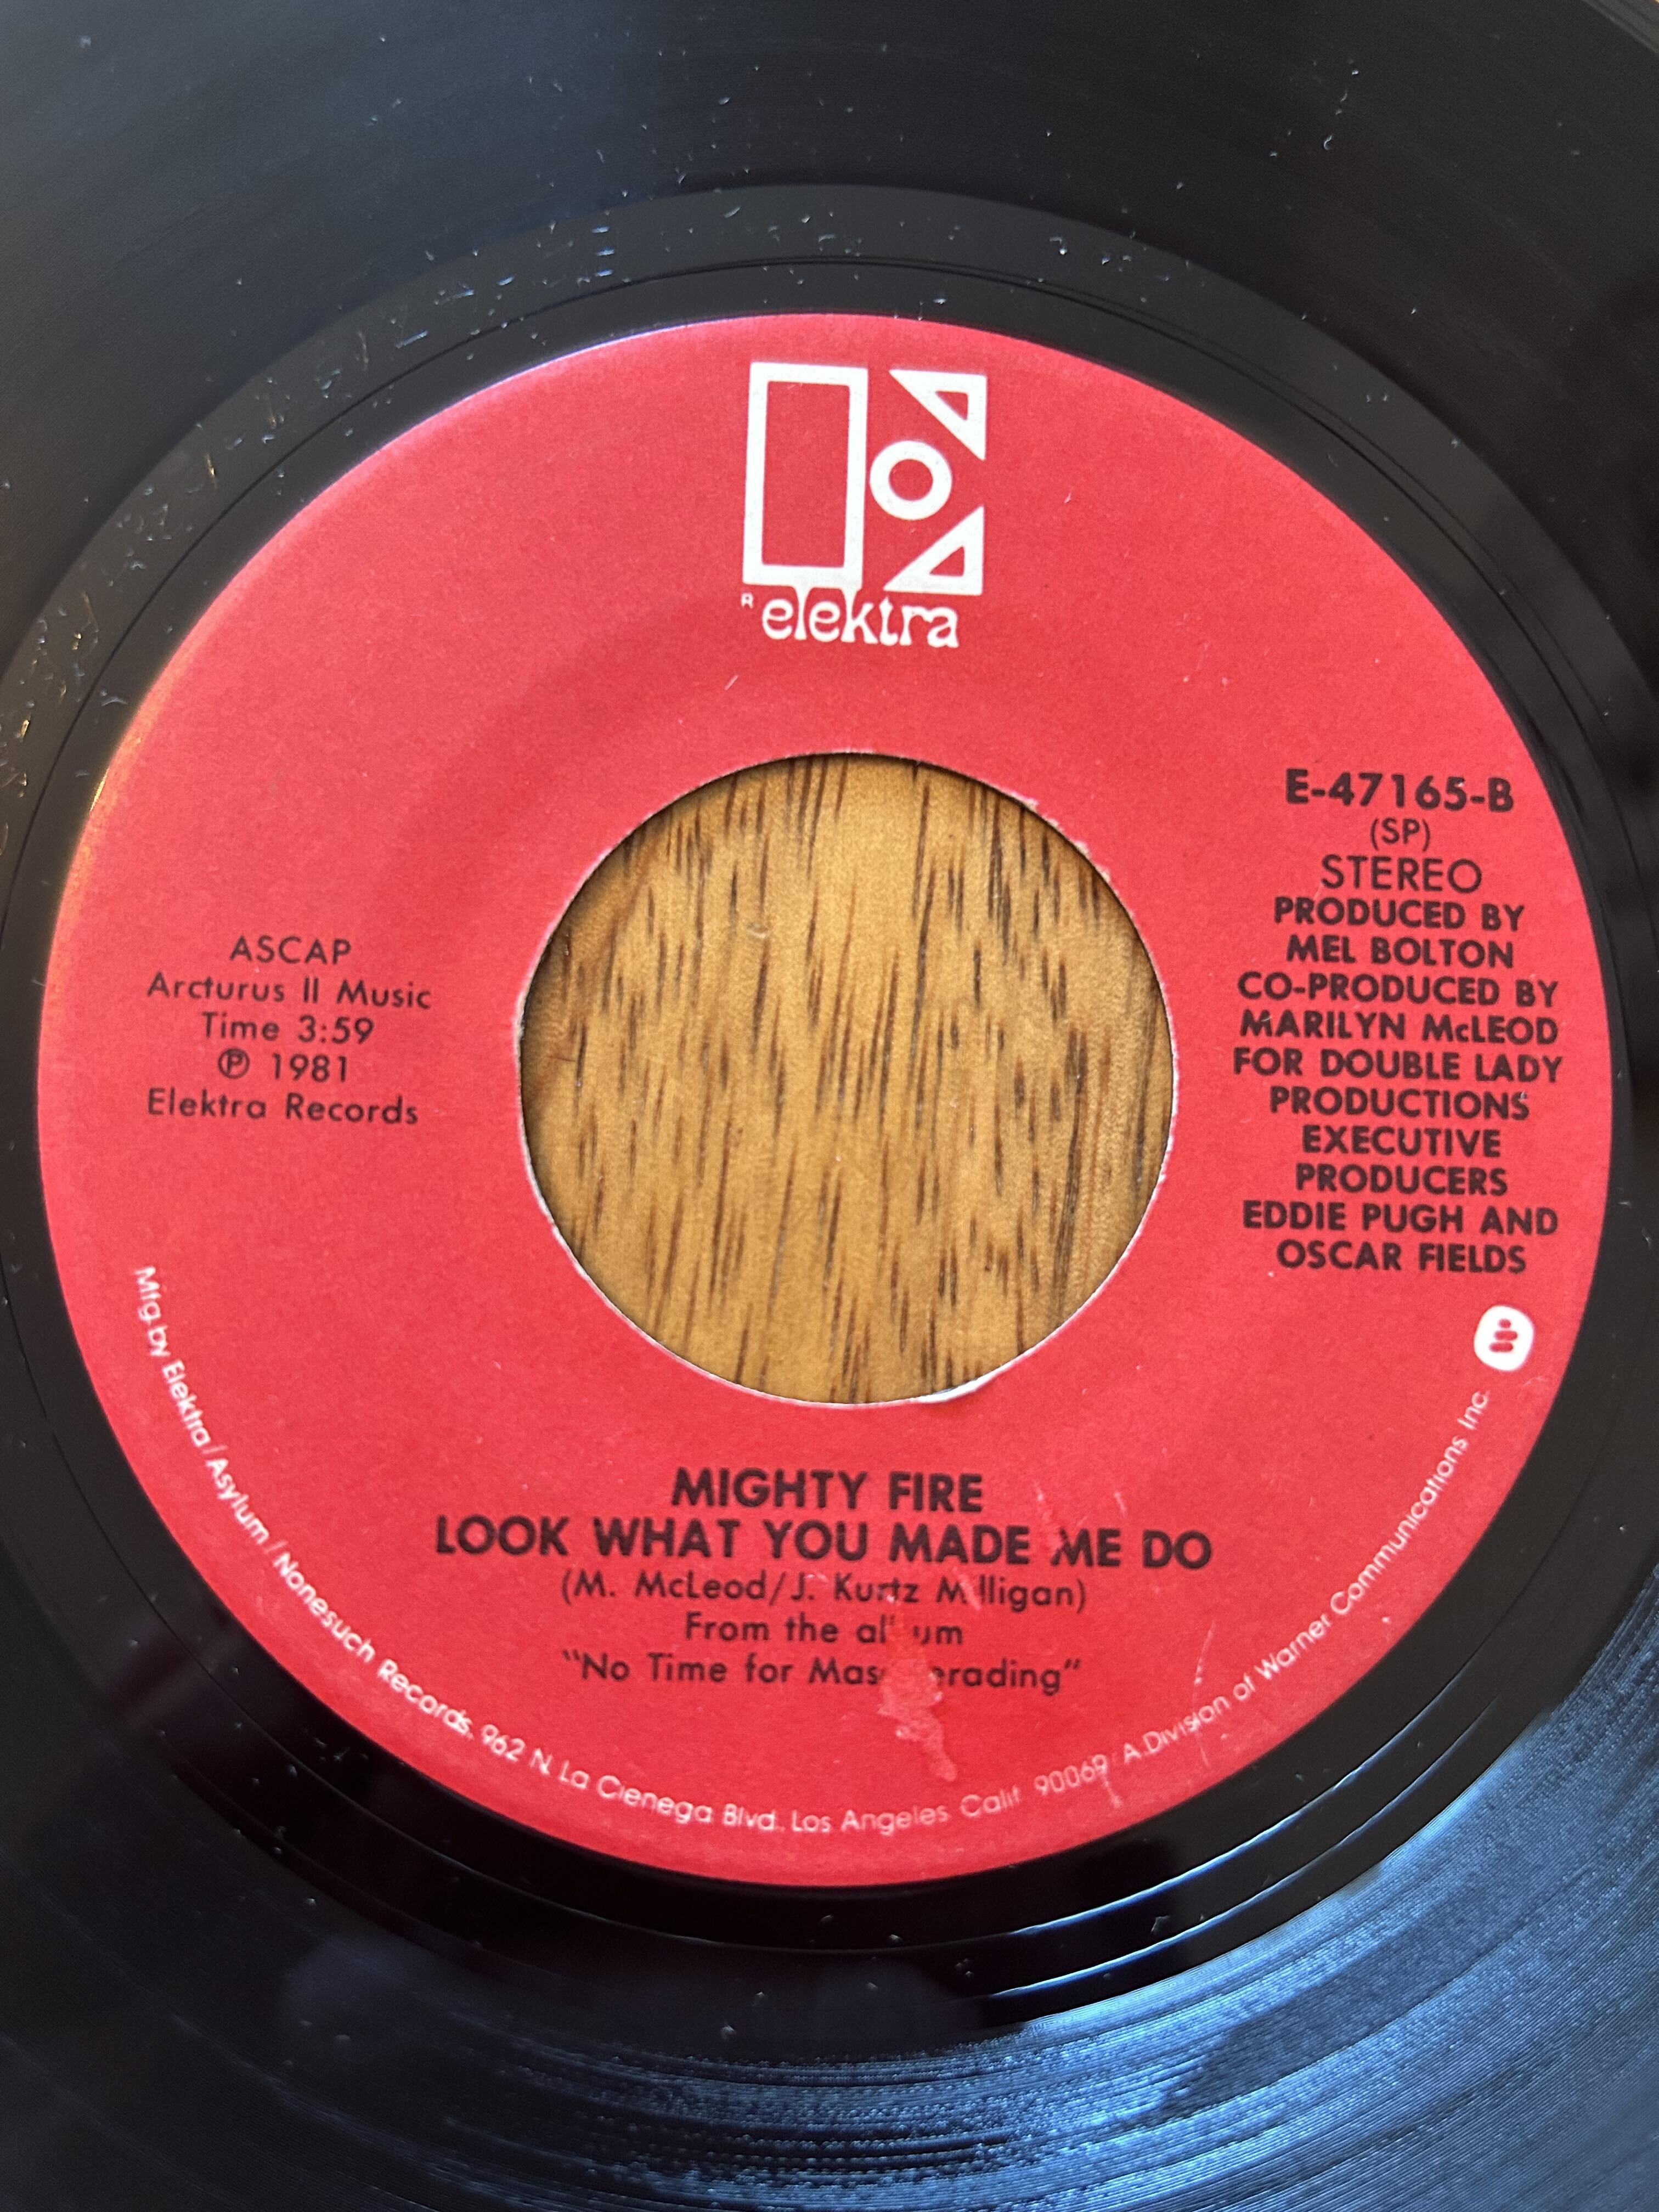 ® elektra
E-47165-B
(SP)
STEREO
PRODUCED BY
MEL BOLTON
CO-PRODUCED BY
MARILYN McLEOD
FOR DOUBLE LADY
PRODUCTIONS
EXECUTIVE
PRODUCERS
EDDIE PUGH AND
OSCAR FIELDS
ASCAP
Arcturus II Music
Time 3:59
℗ 1981
Elektra Records
MIGHTY FIRE
LOOK WHAT YOU MADE ME DO
(M. McLeod/J. Kurtz Milligan)
From the album
"No Time for Masquerading"
Mfg. by Elektra/Asylum/Nonesuch Records, 962 N. La Cienega Blvd., Los Angeles Calif. 90069 / A Division of Warner Communications Inc.